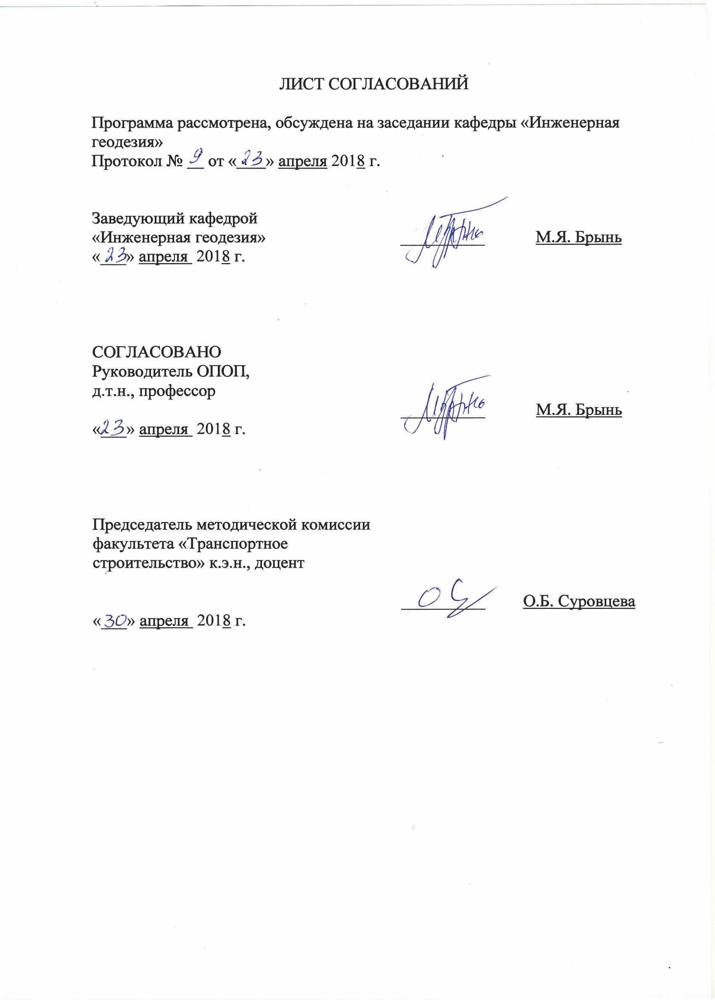 ЛИСТ СОГЛАСОВАНИЙ
Программа рассмотрена, обсуждена на заседании кафедры «Инженерная
геодезия»
Протокол № 9 от «23» апреля 2018 г.
Заведующий кафедрой
«Инженерная геодезия» М.Я. Брынь
«23» апреля 2018 г.
СОГЛАСОВАНО
Руководитель ОПОП,
д.т.н., профессор
М.Я. Брынь
«23» апреля 2018 г.
Председатель методической комиссии
факультета «Транспортное
строительство» к.э.н., доцент
О.Б. Суровцева
«30» апреля 2018 г.